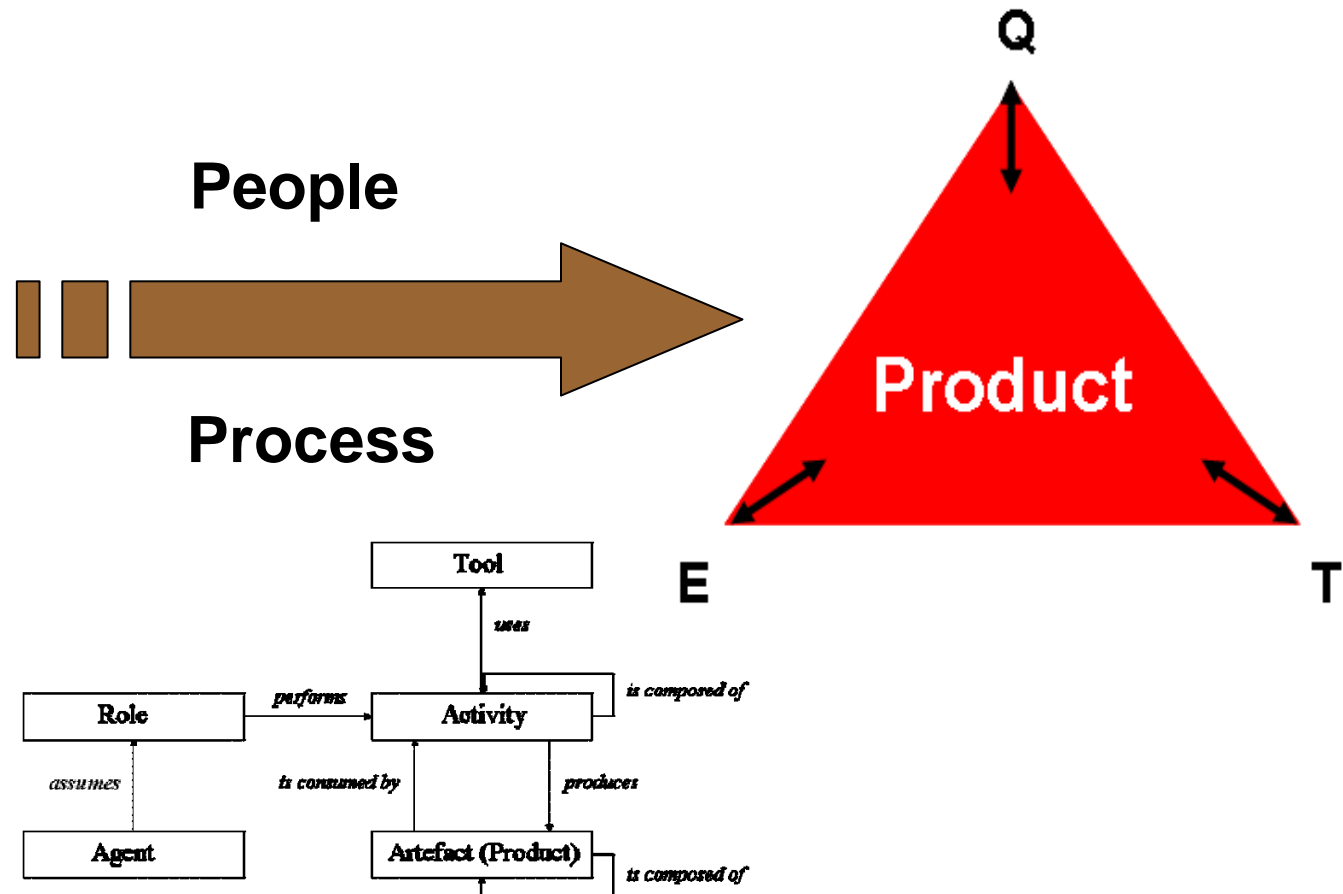 Q
People
Product
Process
E
T
Tool
uses
is composed of
performs
Role
Activity
assumes
is consumed by
produces
Agent
Artefact (Product)
is composed of